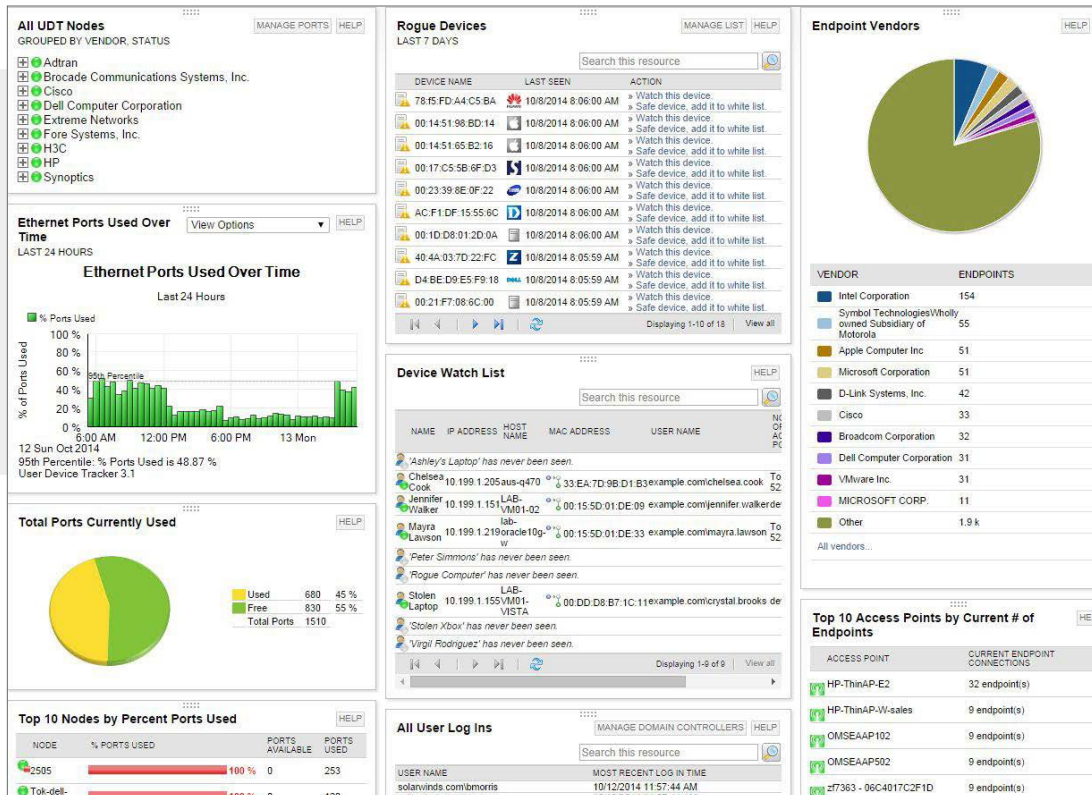 All UDT Nodes
MANAGE PORTS HELP
GROUPED BY VENDOR, STATUS
Adtran
Brocade Communications Systems, Inc.
Cisco
Dell Computer Corporation
Extreme Networks
Fore Systems, Inc.
H3C
HP
Synoptics
Ethernet Ports Used Over Time
View Options
HELP
LAST 24 HOURS
Ethernet Ports Used Over Time
Last 24 Hours
% Ports Used
% of Ports Used
100 %
80 %
60 %
40 %
20 %
0 %
95th Percentile
6:00 AM 12:00 PM 6:00 PM 13 Mon
12 Sun Oct 2014
95th Percentile: % Ports Used is 48.87 %
User Device Tracker 3.1
Total Ports Currently Used
HELP
Used 680 45 %
Free 830 55 %
Total Ports 1510
Top 10 Nodes by Percent Ports Used
HELP
NODE % PORTS USED PORTS AVAILABLE PORTS USED
2505 100 % 0 253
Tok-dell-
Rogue Devices
MANAGE LIST HELP
LAST 7 DAYS
Search this resource
DEVICE NAME LAST SEEN ACTION
78:f5:FD:A4:C5:BA 10/8/2014 8:06:00 AM » Watch this device.
» Safe device, add it to white list.
00:14:51:98:BD:14 10/8/2014 8:06:00 AM » Watch this device.
» Safe device, add it to white list.
00:14:51:65:B2:16 10/8/2014 8:06:00 AM » Watch this device.
» Safe device, add it to white list.
00:17:C5:5B:6F:D3 10/8/2014 8:06:00 AM » Watch this device.
» Safe device, add it to white list.
00:23:39:8E:0F:22 10/8/2014 8:06:00 AM » Watch this device.
» Safe device, add it to white list.
AC:F1:DF:15:55:6C 10/8/2014 8:06:00 AM » Watch this device.
» Safe device, add it to white list.
00:1D:D8:01:2D:0A 10/8/2014 8:06:00 AM » Watch this device.
» Safe device, add it to white list.
40:4A:03:7D:22:FC 10/8/2014 8:05:59 AM » Watch this device.
» Safe device, add it to white list.
D4:BE:D9:E5:F9:18 DELL 10/8/2014 8:05:59 AM » Watch this device.
» Safe device, add it to white list.
00:21:F7:08:6C:00 10/8/2014 8:05:59 AM » Watch this device.
» Safe device, add it to white list.
Displaying 1-10 of 18 View all
Device Watch List
HELP
Search this resource
NAME IP ADDRESS HOST NAME MAC ADDRESS USER NAME
'Ashley's Laptop' has never been seen.
Chelsea Cook 10.199.1.205 aus-q470 33:EA:7D:9B:D1:B3 example.com\chelsea.cook To 52
Jennifer Walker 10.199.1.151 LAB-VM01-02 00:15:5D:01:DE:09 example.com\jennifer.walker de
Mayra Lawson 10.199.1.219 lab-oracle10g-w 00:15:5D:01:DE:33 example.com\mayra.lawson To 52
'Peter Simmons' has never been seen.
'Rogue Computer' has never been seen.
Stolen Laptop 10.199.1.155 LAB-VM01-VISTA 00:DD:D8:B7:1C:11 example.com\crystal.brooks de
'Stolen Xbox' has never been seen.
'Virgil Rodriguez' has never been seen.
Displaying 1-9 of 9 View all
All User Log Ins
MANAGE DOMAIN CONTROLLERS HELP
Search this resource
USER NAME MOST RECENT LOG IN TIME
solarwinds.com\bmorris 10/12/2014 11:57:44 AM
Endpoint Vendors
HELP
VENDOR ENDPOINTS
Intel Corporation 154
Symbol TechnologiesWholly owned Subsidiary of Motorola 55
Apple Computer Inc 51
Microsoft Corporation 51
D-Link Systems, Inc. 42
Cisco 33
Broadcom Corporation 32
Dell Computer Corporation 31
VMware Inc. 31
MICROSOFT CORP. 11
Other 1.9 k
All vendors...
Top 10 Access Points by Current # of Endpoints
HE
ACCESS POINT CURRENT ENDPOINT CONNECTIONS
HP-ThinAP-E2 32 endpoint(s)
HP-ThinAP-W-sales 9 endpoint(s)
OMSEAAP102 9 endpoint(s)
OMSEAAP502 9 endpoint(s)
zf7363 - 06C4017C2F1D 9 endpoint(s)